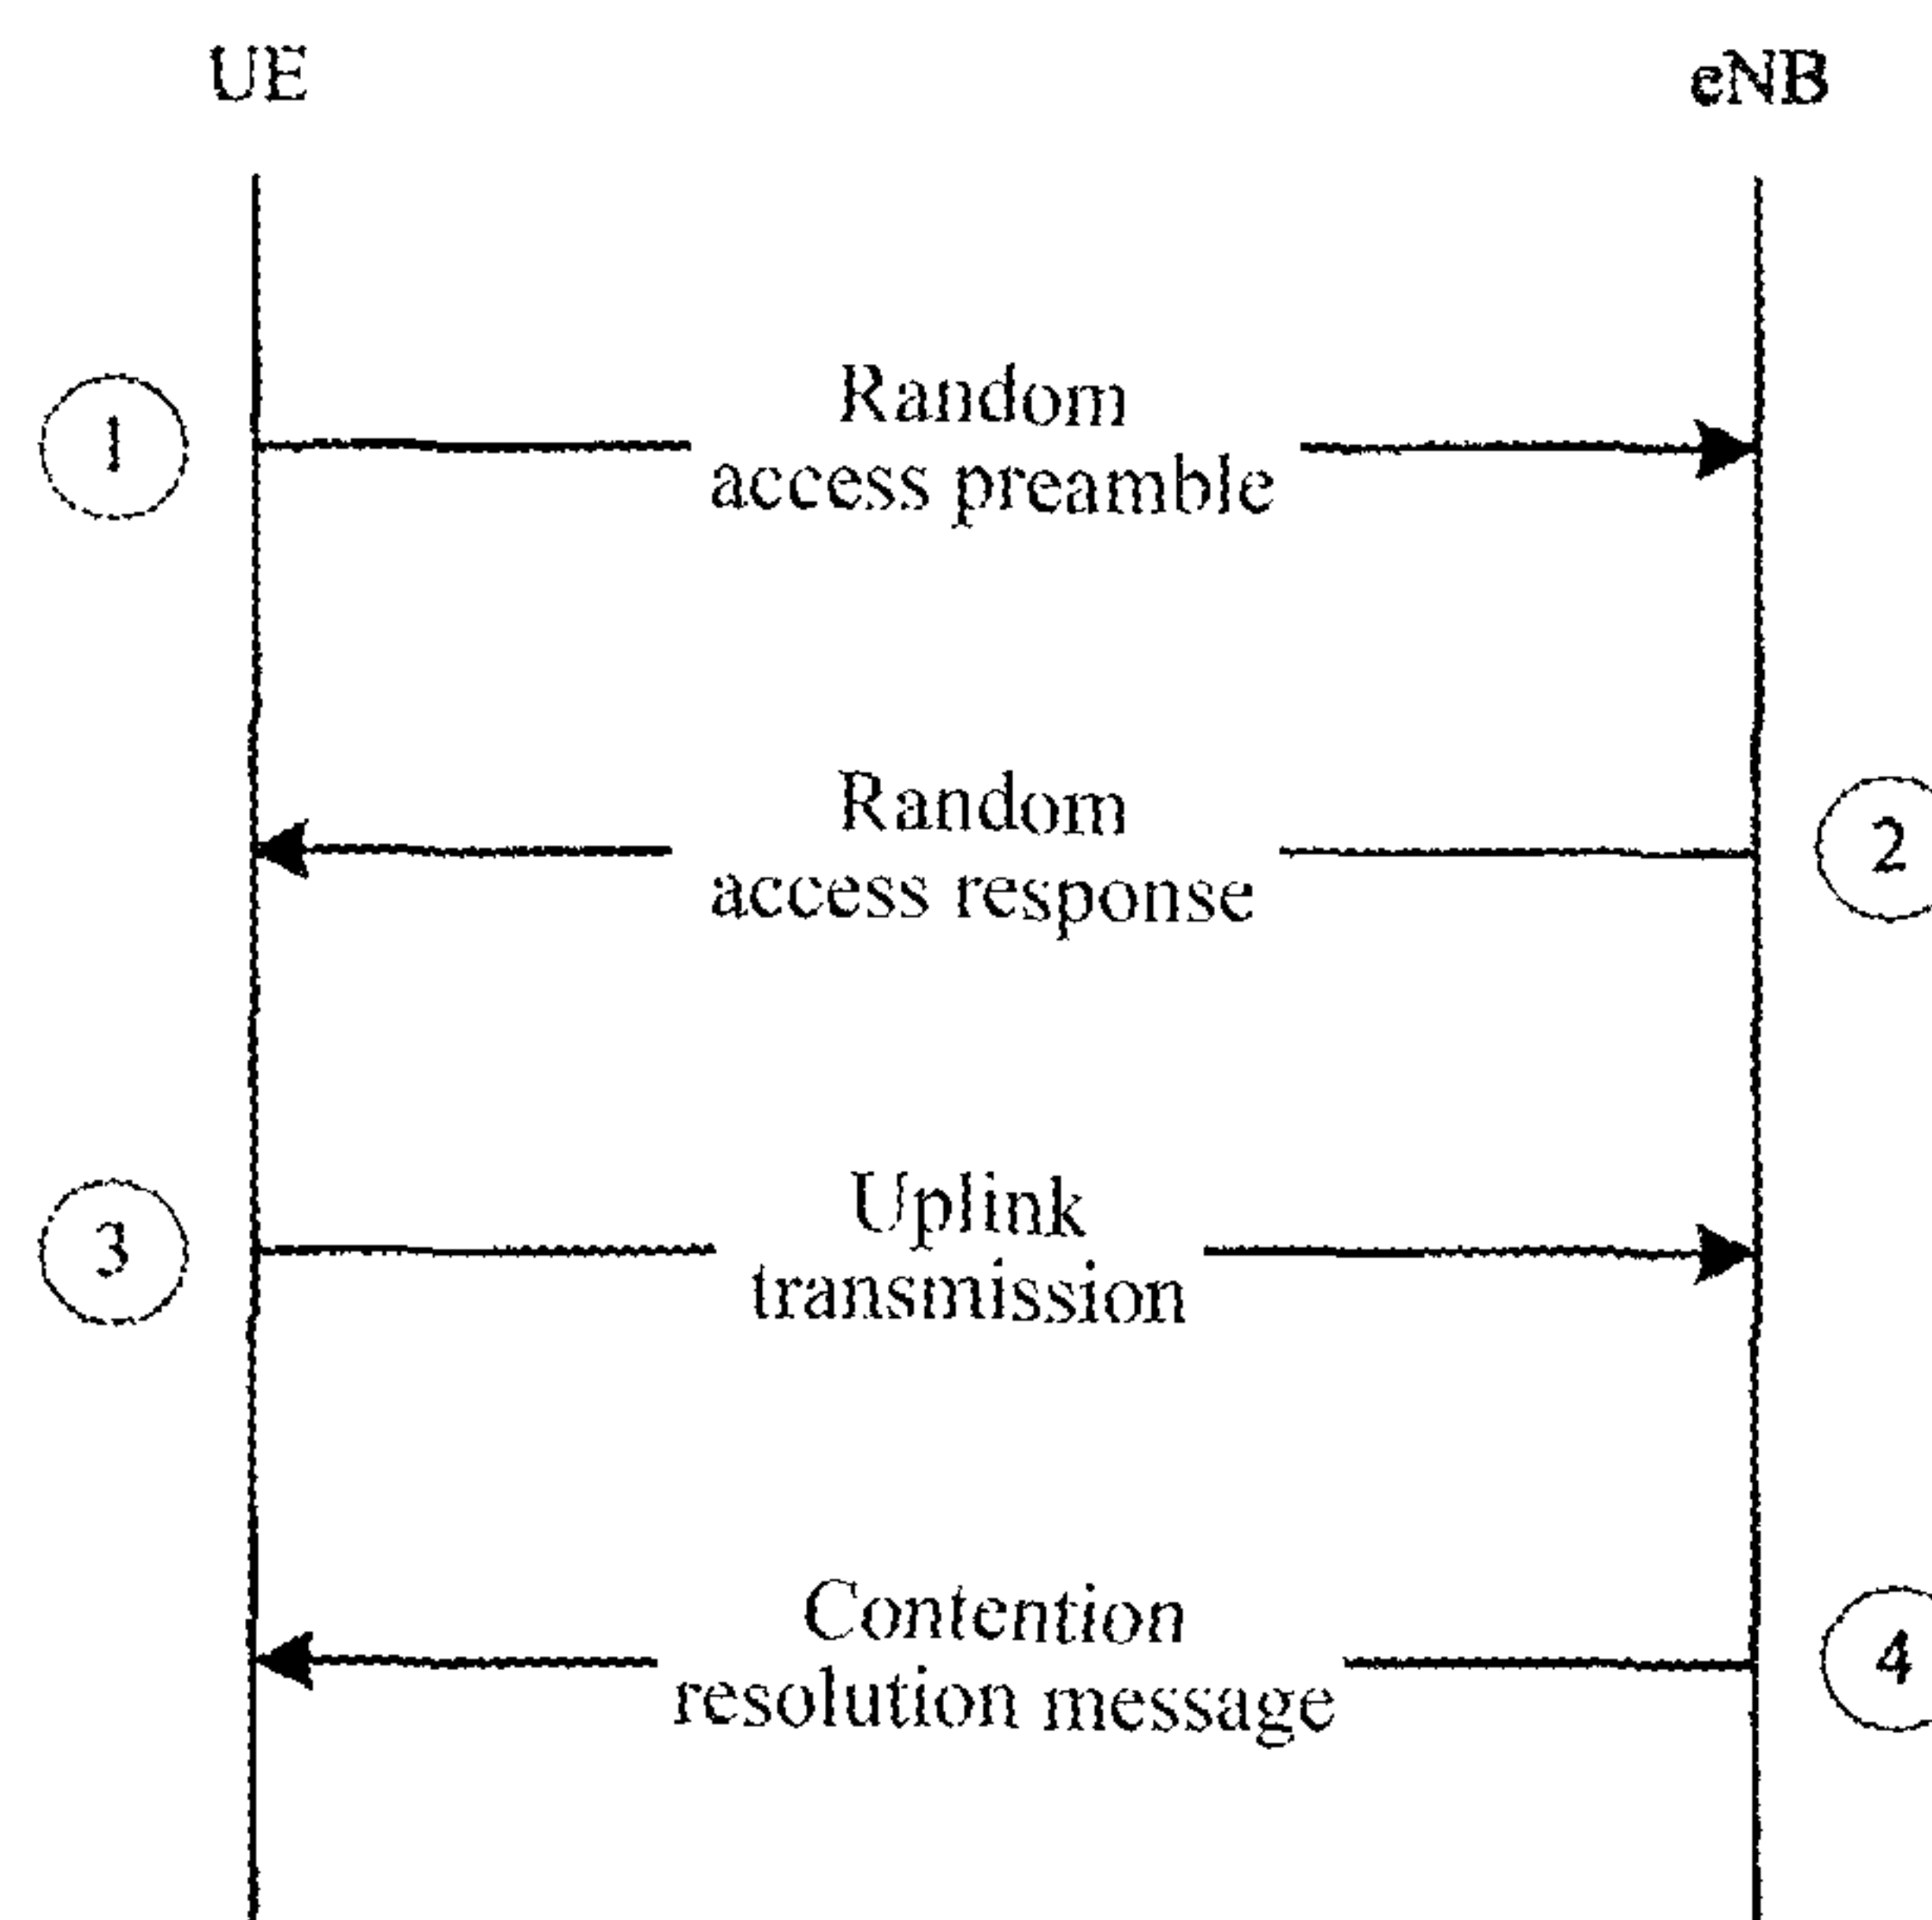 UE
eNB
1
Random
access preamble
Random
access response
2
3
Uplink
transmission
Contention
resolution message
4